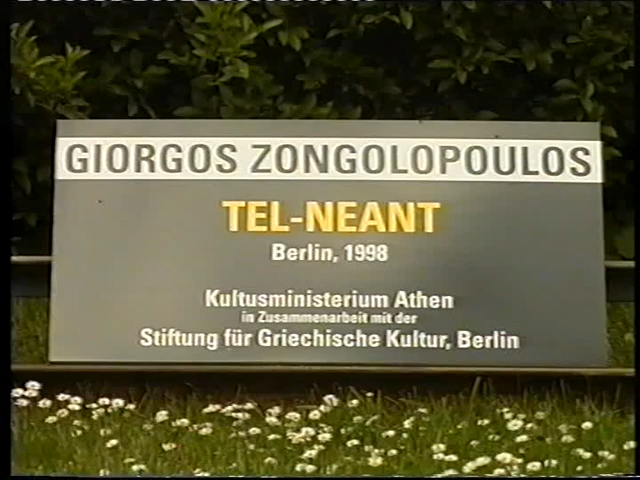 GIORGOS ZONGOLOPOULOS
TEL-NEANT
Berlin, 1998
Kultusministerium Athen
in Zusammenarbeit mit der
Stiftung für Griechische Kultur, Berlin